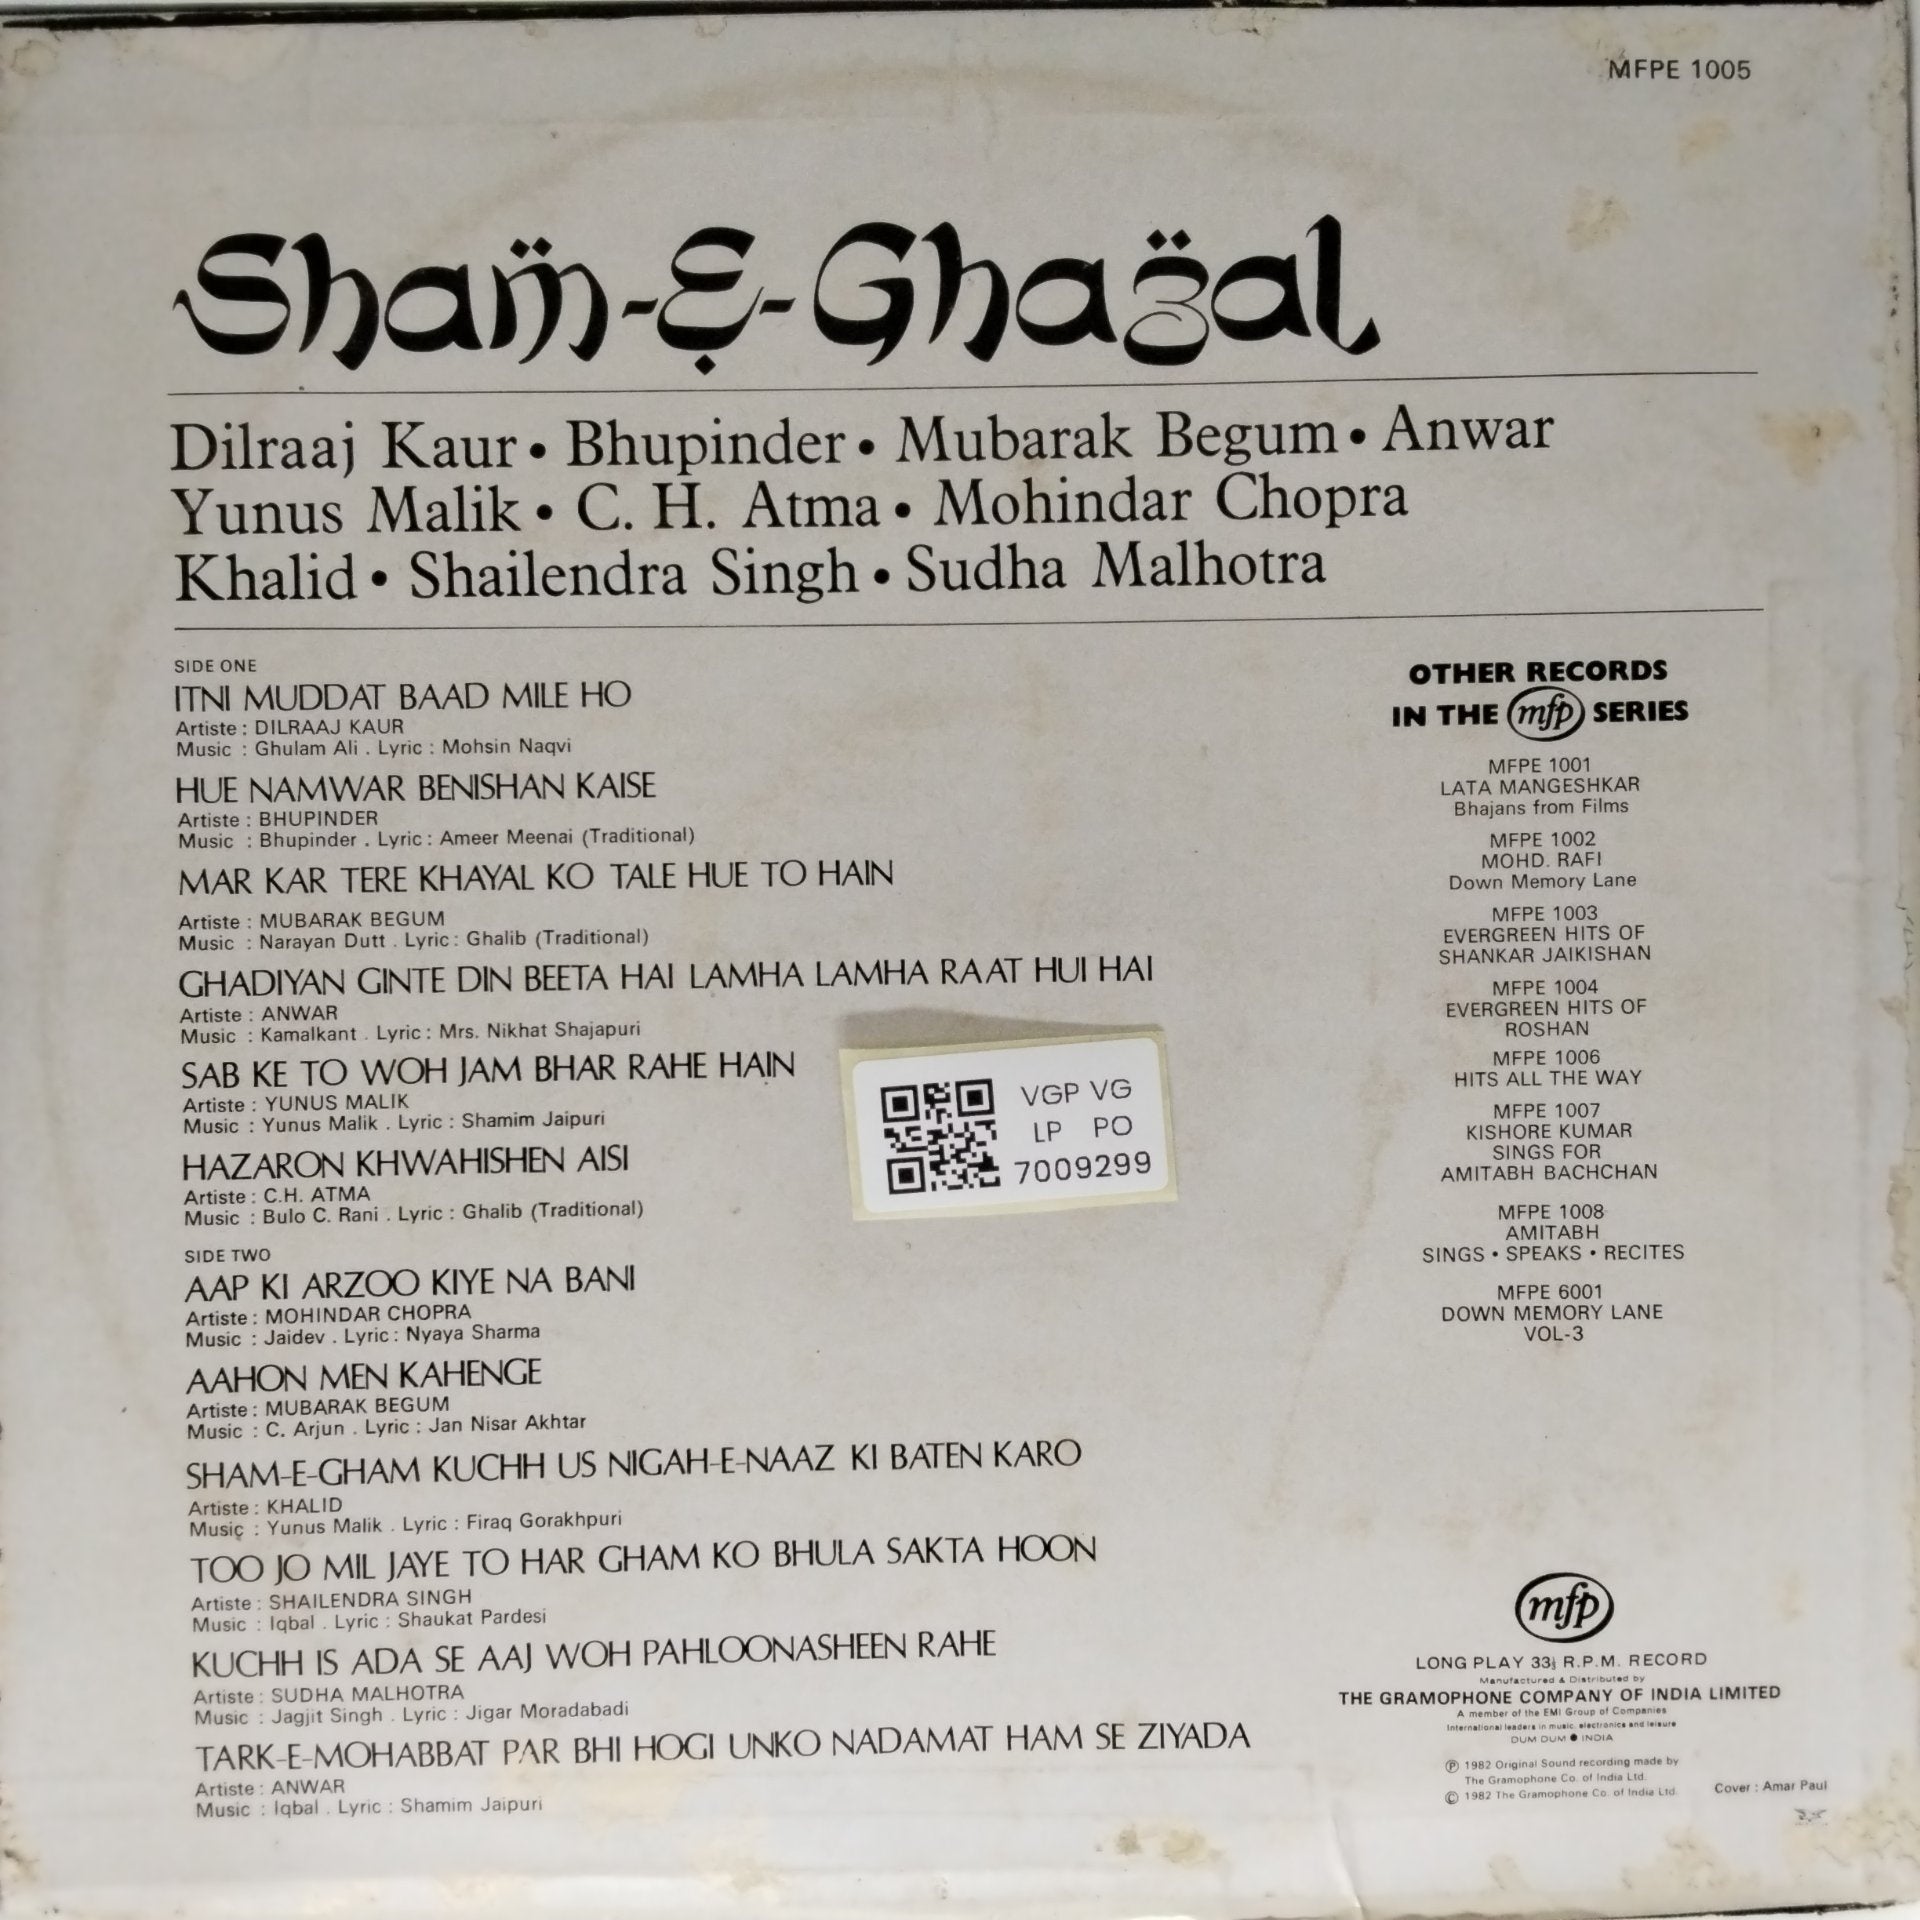 MFPE 1005
Sham-E-Ghazal
Dilraaj Kaur • Bhupinder • Mubarak Begum • Anwar
Yunus Malik • C. H. Atma • Mohindar Chopra
Khalid • Shailendra Singh • Sudha Malhotra
SIDE ONE
ITNI MUDDAT BAAD MILE HO
Artiste : DILRAAJ KAUR
Music : Ghulam Ali . Lyric : Mohsin Naqvi
HUE NAMWAR BENISHAN KAISE
Artiste : BHUPINDER
Music : Bhupinder . Lyric : Ameer Meenai (Traditional)
MAR KAR TERE KHAYAL KO TALE HUE TO HAIN
Artiste : MUBARAK BEGUM
Music : Narayan Dutt . Lyric : Ghalib (Traditional)
GHADIYAN GINTE DIN BEETA HAI LAMHA LAMHA RAAT HUI HAI
Artiste : ANWAR
Music : Kamalkant . Lyric : Mrs. Nikhat Shajapuri
SAB KE TO WOH JAM BHAR RAHE HAIN
Artiste : YUNUS MALIK
Music : Yunus Malik . Lyric : Shamim Jaipuri
HAZARON KHWAHISHEN AISI
Artiste : C.H. ATMA
Music : Bulo C. Rani . Lyric : Ghalib (Traditional)
SIDE TWO
AAP KI ARZOO KIYE NA BANI
Artiste : MOHINDAR CHOPRA
Music : Jaidev . Lyric : Nyaya Sharma
AAHON MEN KAHENGE
Artiste : MUBARAK BEGUM
Music : C. Arjun . Lyric : Jan Nisar Akhtar
SHAM-E-GHAM KUCHH US NIGAH-E-NAAZ KI BATEN KARO
Artiste : KHALID
Music : Yunus Malik . Lyric : Firaq Gorakhpuri
TOO JO MIL JAYE TO HAR GHAM KO BHULA SAKTA HOON
Artiste : SHAILENDRA SINGH
Music : Iqbal . Lyric : Shaukat Pardesi
KUCHH IS ADA SE AAJ WOH PAHLOONASHEEN RAHE
Artiste : SUDHA MALHOTRA
Music : Jagjit Singh . Lyric : Jigar Moradabadi
TARK-E-MOHABBAT PAR BHI HOGI UNKO NADAMAT HAM SE ZIYADA
Artiste : ANWAR
Music : Iqbal . Lyric : Shamim Jaipuri
VGP VG
LP PO
7009299
OTHER RECORDS
IN THE mfp SERIES
MFPE 1001
LATA MANGESHKAR
Bhajans from Films
MFPE 1002
MOHD. RAFI
Down Memory Lane
MFPE 1003
EVERGREEN HITS OF
SHANKAR JAIKISHAN
MFPE 1004
EVERGREEN HITS OF
ROSHAN
MFPE 1006
HITS ALL THE WAY
MFPE 1007
KISHORE KUMAR
SINGS FOR
AMITABH BACHCHAN
MFPE 1008
AMITABH
SINGS • SPEAKS • RECITES
MFPE 6001
DOWN MEMORY LANE
VOL-3
mfp
LONG PLAY 33⅓ R.P.M. RECORD
Manufactured & Distributed by
THE GRAMOPHONE COMPANY OF INDIA LIMITED
A member of the EMI Group of Companies
International leaders in music, electronics and leisure
DUM DUM ● INDIA
℗ 1982 Original Sound recording made by
The Gramophone Co. of India Ltd.
© 1982 The Gramophone Co. of India Ltd.
Cover : Amar Paul